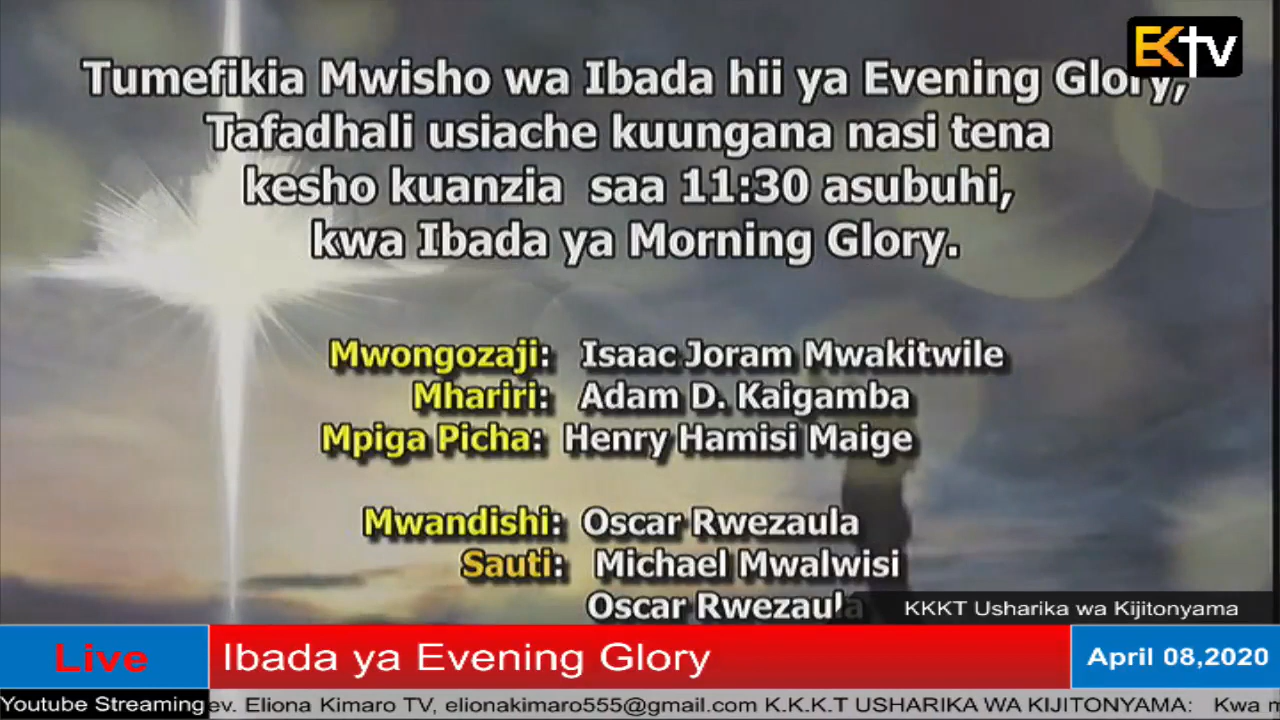 EKtv
Tumefikia Mwisho wa Ibada hii ya Evening Glory,
Tafadhali usiache kuungana nasi tena
kesho kuanzia saa 11:30 asubuhi,
kwa Ibada ya Morning Glory.
Mwongozaji: Isaac Joram Mwakitwile
Mhariri: Adam D. Kaigamba
Mpiga Picha: Henry Hamisi Maige
Mwandishi: Oscar Rwezaula
Sauti: Michael Mwalwisi
Oscar Rwezaula
KKKT Usharika wa Kijitonyama
Live Ibada ya Evening Glory April 08,2020
Youtube Streaming ev. Eliona Kimaro TV, elionakimaro555@gmail.com K.K.K.T USHARIKA WA KIJITONYAMA: Kwa